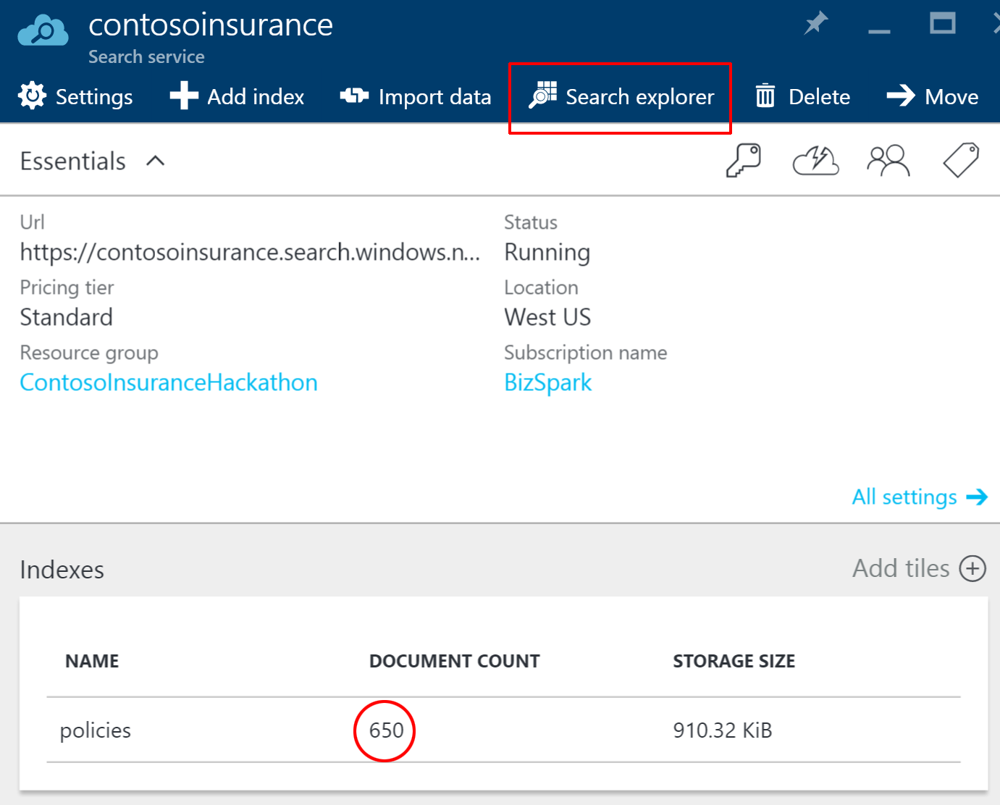 contosoinsurance
Search service
Settings Add index Import data Search explorer Delete Move
Essentials
Url Status
https://contosoinsurance.search.windows.n... Running
Pricing tier Location
Standard West US
Resource group Subscription name
ContosoInsuranceHackathon BizSpark
All settings
Indexes Add tiles
NAME DOCUMENT COUNT STORAGE SIZE
policies 650 910.32 KiB